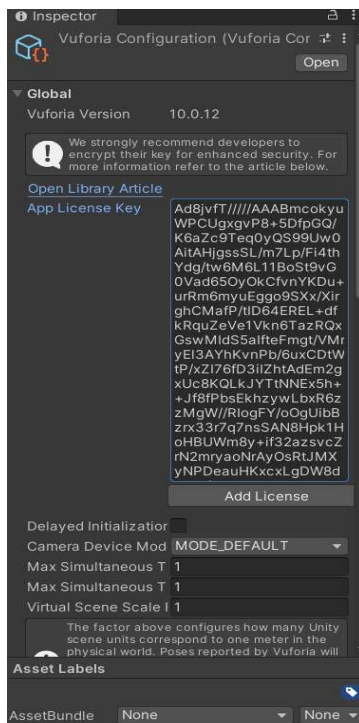 Inspector
Vuforia Configuration (Vuforia Cor
Open
Global
Vuforia Version 10.0.12
We strongly recommend developers to
encrypt their key for enhanced security. For
more information refer to the article below.
Open Library Article
App License Key
Ad8jvfT/////AAABmcokyu
WPCUgxgvP8+5DfpGQ/
K6aZc9Teq0yQS99Uw0
AitAHjgssSL/m7Lp/Fi4th
Ydg/tw6M6L11BoSt9vG
0Vad65OyOkCfvnYKDu+
urRm6myuEggo9SXx/Xir
ghCMafP/tID64EREL+df
kRquZeVe1Vkn6TazRQx
GswMIdS5alfteFmgt/VMr
yEl3AYhKvnPb/6uxCDtW
tP/xZI76fD3iIZhtAdEm2g
xUc8KQLkJYTtNNEx5h+
+Jf8fPbsEkhzywLbxR6z
zMgW//RlogFY/oOgUibB
zrx33r7q7nsSAN8Hpk1H
oHBUWm8y+if32azsvcZ
rN2mryaoNrAyOsRtJMX
yNPDeauHKxcxLgDW8d
Add License
Delayed Initialization
Camera Device Mod MODE_DEFAULT
Max Simultaneous T 1
Max Simultaneous T 1
Virtual Scene Scale 1
The factor above configures how many Unity
scene units correspond to one meter in the
physical world. Poses reported by Vuforia will
Asset Labels
AssetBundle None None